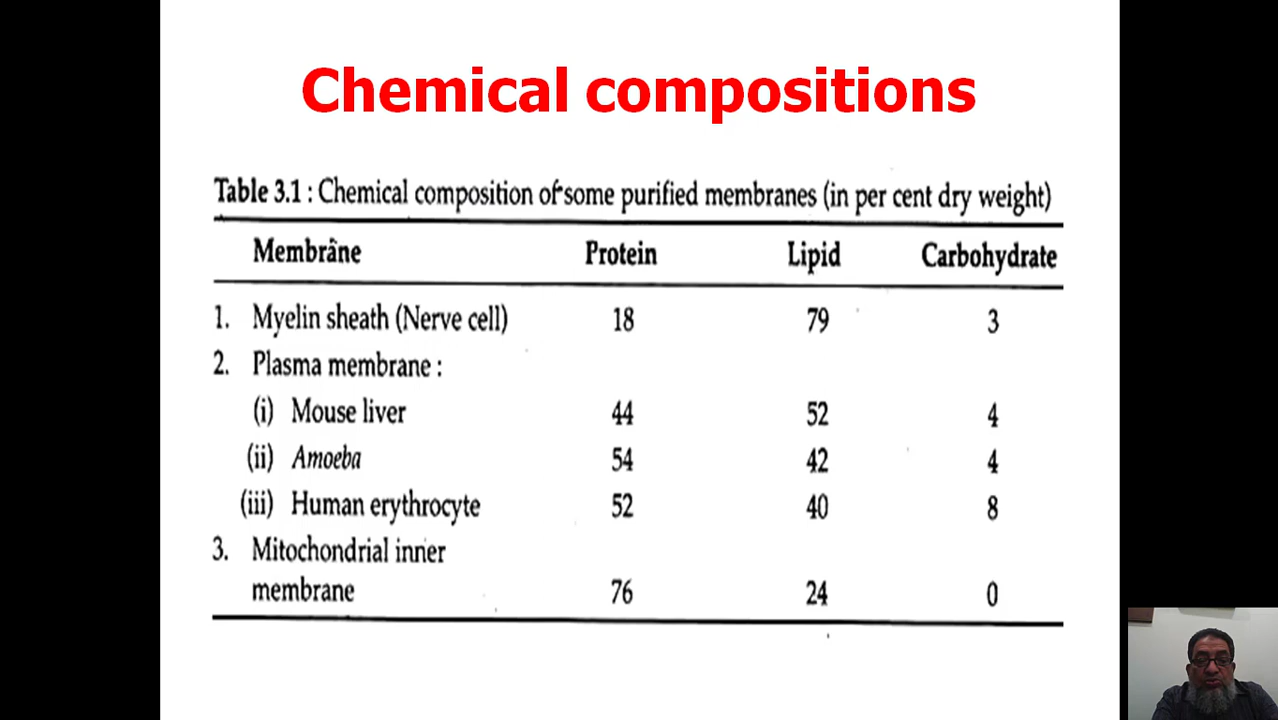 Chemical compositions
Table 3.1 : Chemical composition of some purified membranes (in per cent dry weight)
Membrane Protein Lipid Carbohydrate
1. Myelin sheath (Nerve cell) 18 79 3
2. Plasma membrane :
(i) Mouse liver 44 52 4
(ii) Amoeba 54 42 4
(iii) Human erythrocyte 52 40 8
3. Mitochondrial inner
membrane 76 24 0